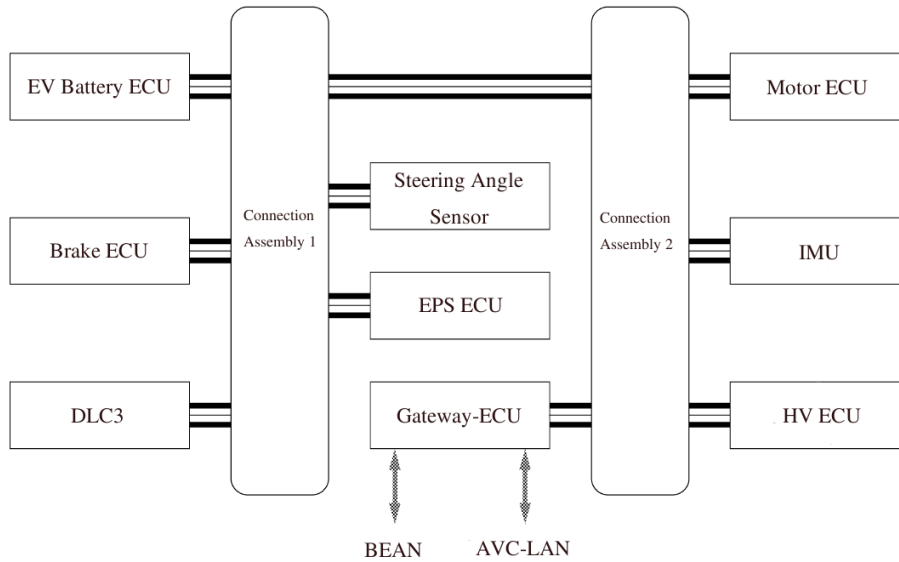 EV Battery ECU
Motor ECU
Steering Angle
Sensor
Connection
Assembly 1
Connection
Assembly 2
Brake ECU
IMU
EPS ECU
DLC3
Gateway-ECU
HV ECU
BEAN
AVC-LAN